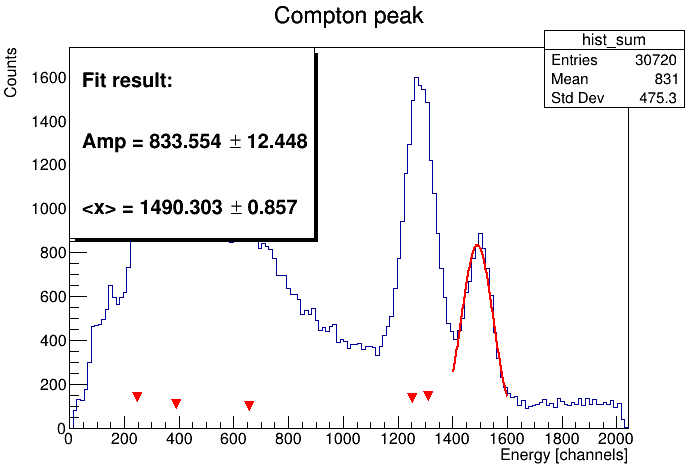 Compton peak
hist_sum
Entries 30720
Mean 831
Std Dev 475.3
Counts
Fit result:
Amp = 833.554 ± 12.448
<x> = 1490.303 ± 0.857
1600
1400
1200
1000
800
600
400
200
0
0 200 400 600 800 1000 1200 1400 1600 1800 2000
Energy [channels]